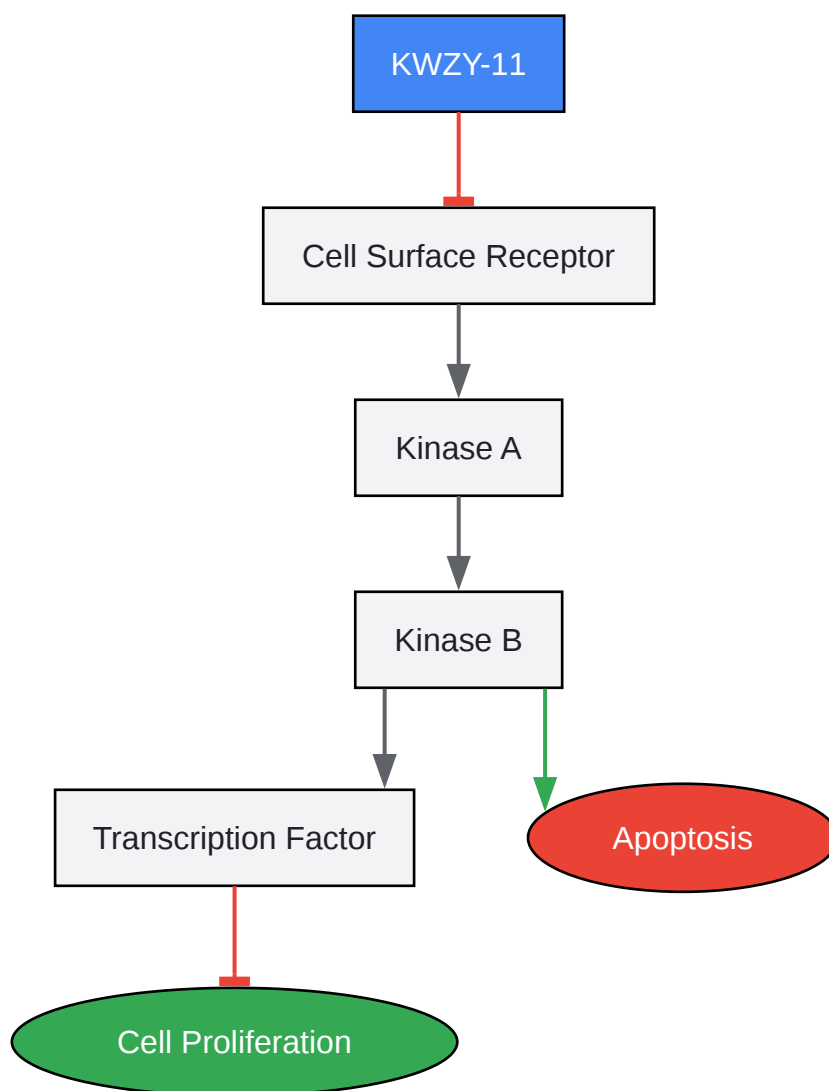 KWZY-11
Cell Surface Receptor
Kinase A
Kinase B
Transcription Factor
Apoptosis
Cell Proliferation